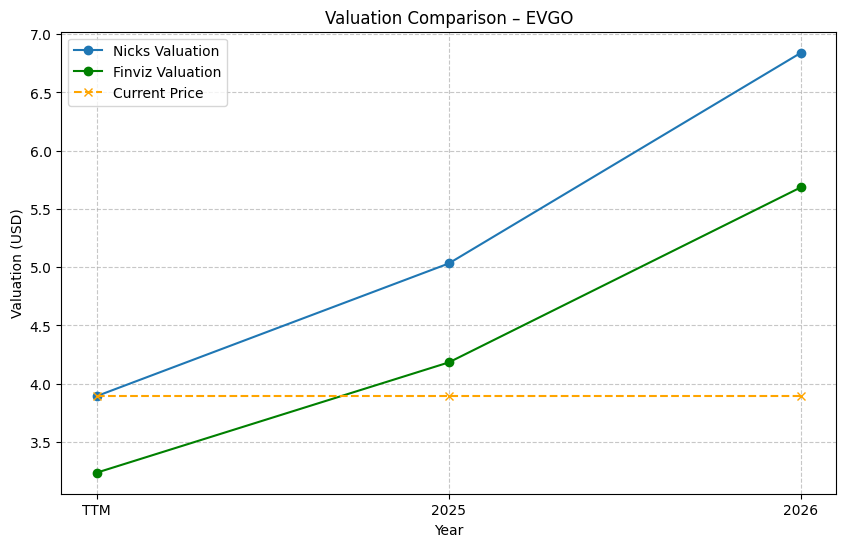 Valuation Comparison – EVGO
Nicks Valuation
Finviz Valuation
Current Price
Valuation (USD)
7.0
6.5
6.0
5.5
5.0
4.5
4.0
3.5
TTM
2025
2026
Year